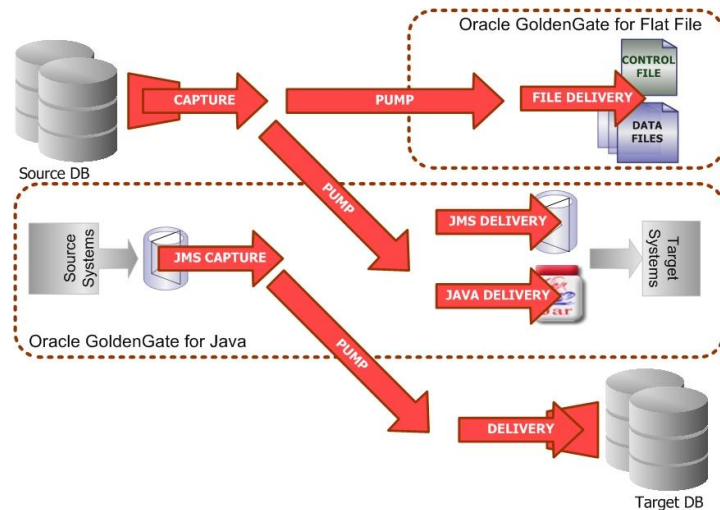 Oracle GoldenGate for Flat File
CONTROL
FILE
CAPTURE
PUMP
FILE DELIVERY
DATA
FILES
Source DB
PUMP
Source
Systems
JMS CAPTURE
JMS DELIVERY
Target
Systems
JAVA DELIVERY
Jar
Oracle GoldenGate for Java
PUMP
DELIVERY
Target DB